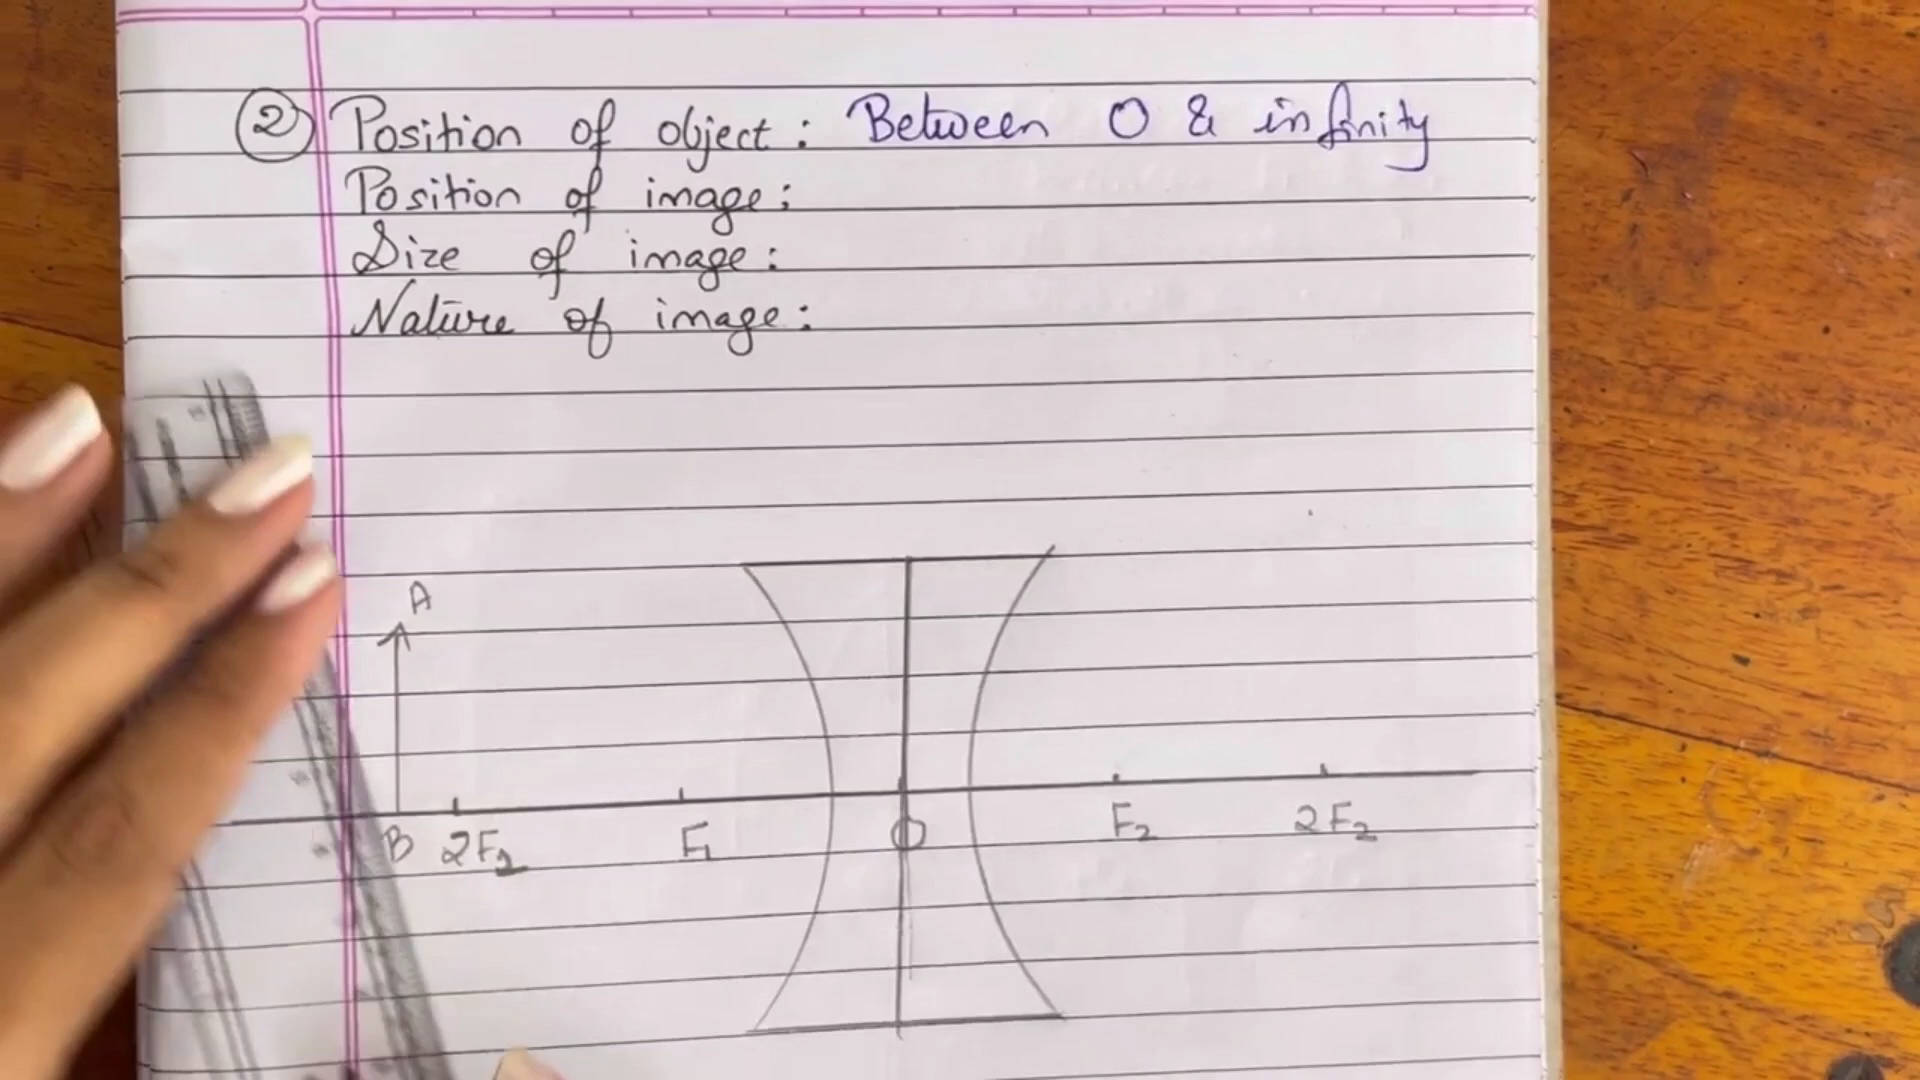 ② Position of object: Between O & infinity
Position of image:
Size of image:
Nature of image:
A
B 2F₁ F₁ O F₂ 2F₂